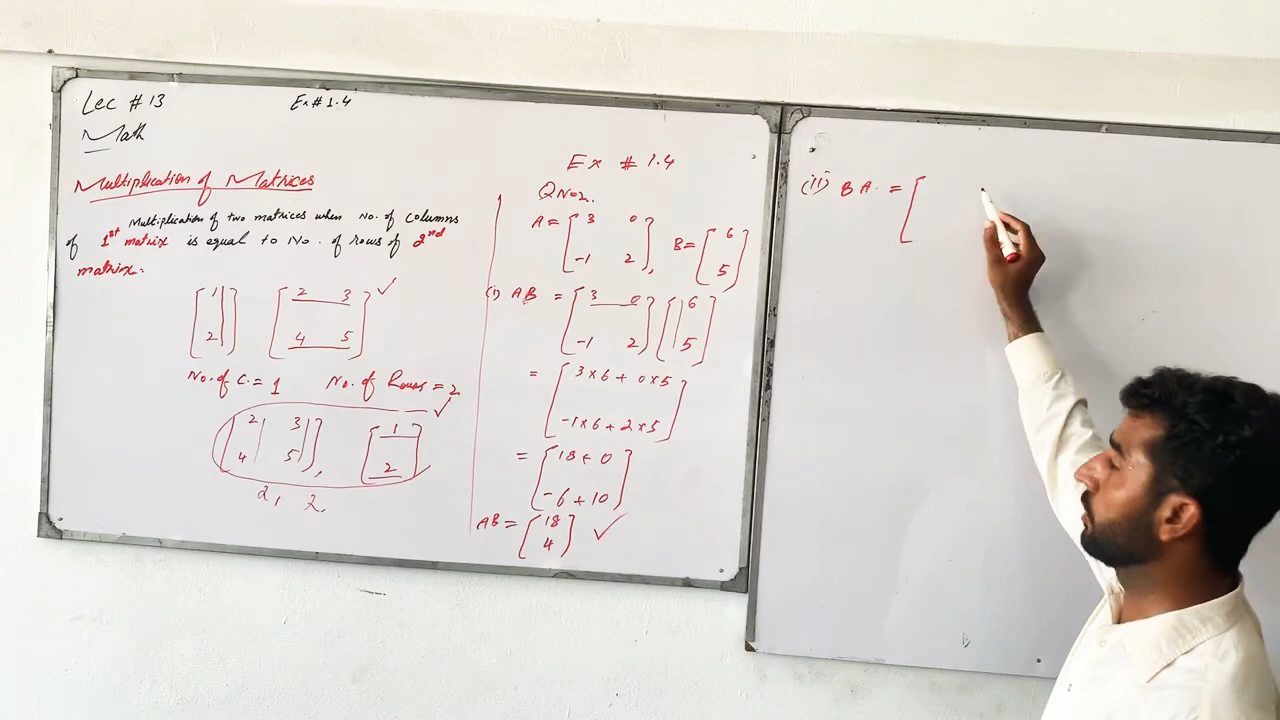 Lec # 13 Ex # 1.4
Math
Multiplication of Matrices
Multiplication of two matrices when No. of Columns
of 1st matrix is equal to No. of rows of 2nd
matrix.
[1 [2 3
2] 4 5] ✓
No. of C. = 1 No. of Rows = 2
[2 3 [1
4 5], 2] ✓
2, 2.
Ex # 1.4
Q No 2.
A = [3 0
-1 2], B = [6
5]
(i) AB = [3 0 [6
-1 2] 5]
= [3×6 + 0×5
-1×6 + 2×5]
= [18 + 0
-6 + 10]
AB = [18
4] ✓
(ii) BA. = [